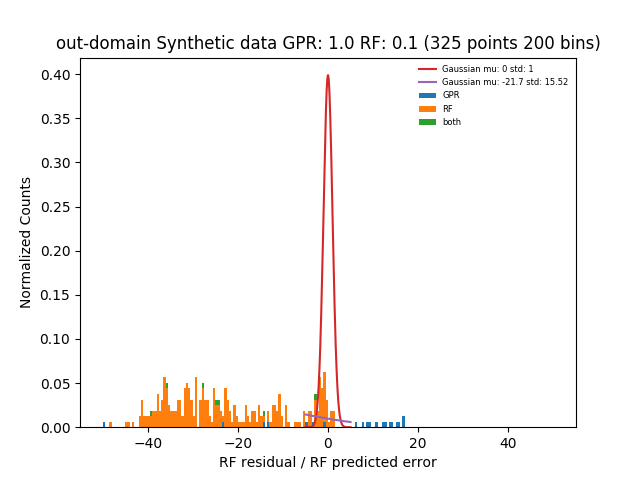 out-domain Synthetic data GPR: 1.0 RF: 0.1 (325 points 200 bins)
Gaussian mu: 0 std: 1
Gaussian mu: -21.7 std: 15.52
GPR
RF
both
Normalized Counts
0.40
0.35
0.30
0.25
0.20
0.15
0.10
0.05
0.00
−40 −20 0 20 40
RF residual / RF predicted error